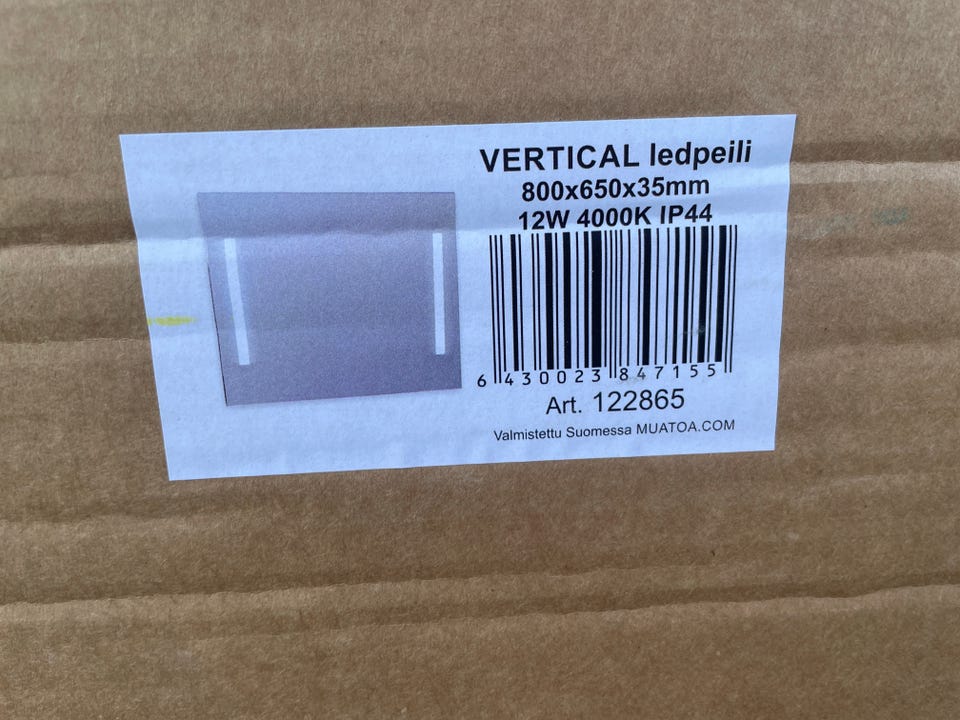 VERTICAL ledpeili
800x650x35mm
12W 4000K IP44
6 430023 847155
Art. 122865
Valmistettu Suomessa MUATOA.COM